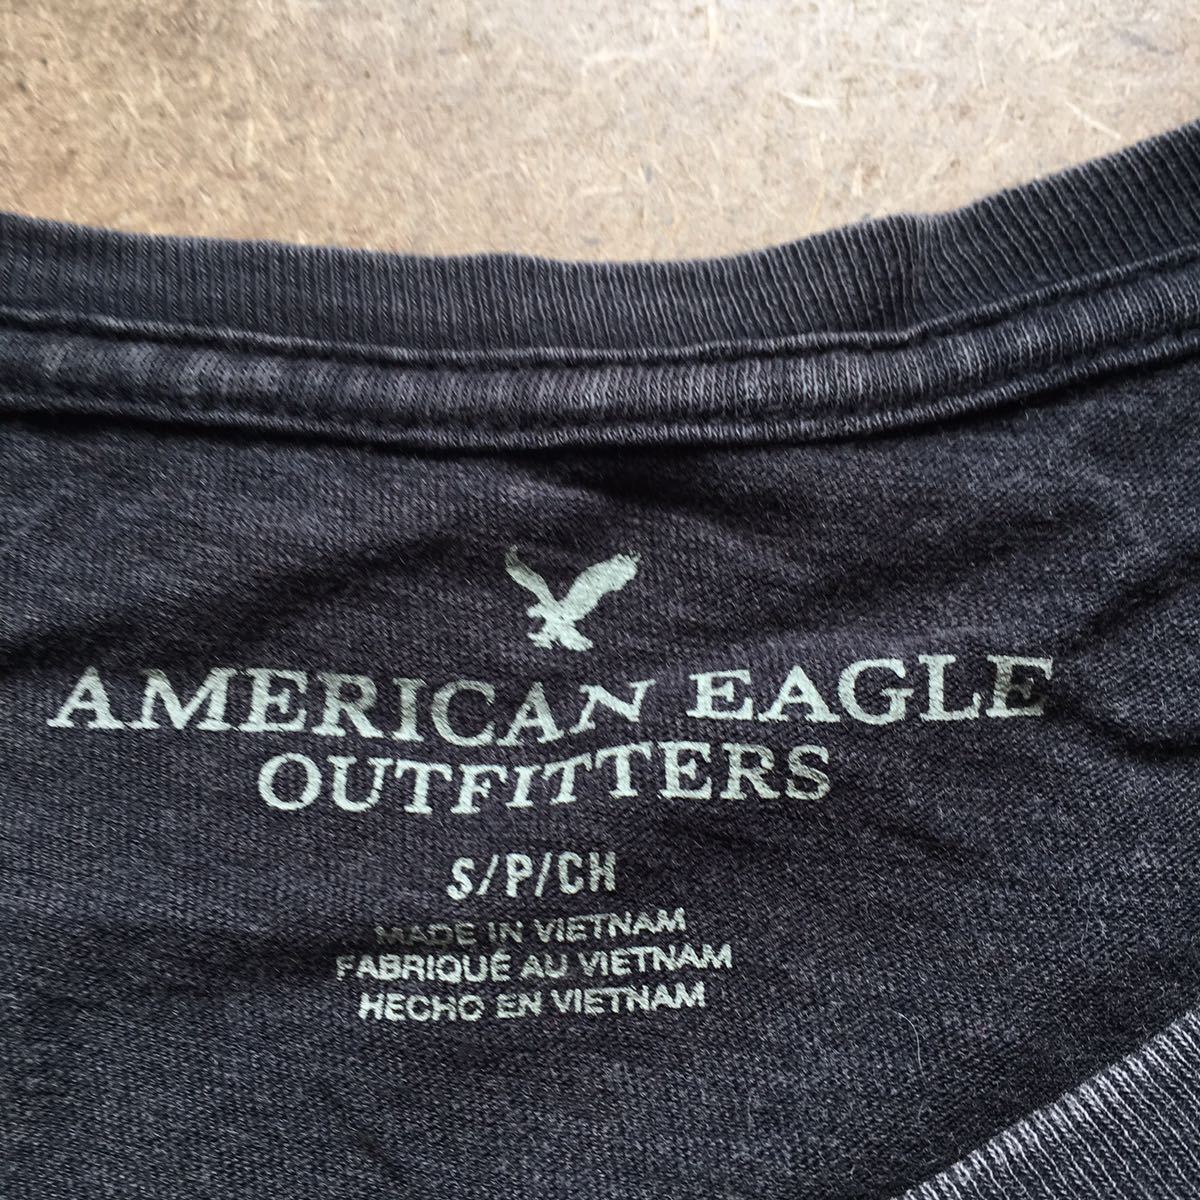 AMERICAN EAGLE
OUTFITTERS
S/P/CH
MADE IN VIETNAM
FABRIQUÉ AU VIETNAM
HECHO EN VIETNAM